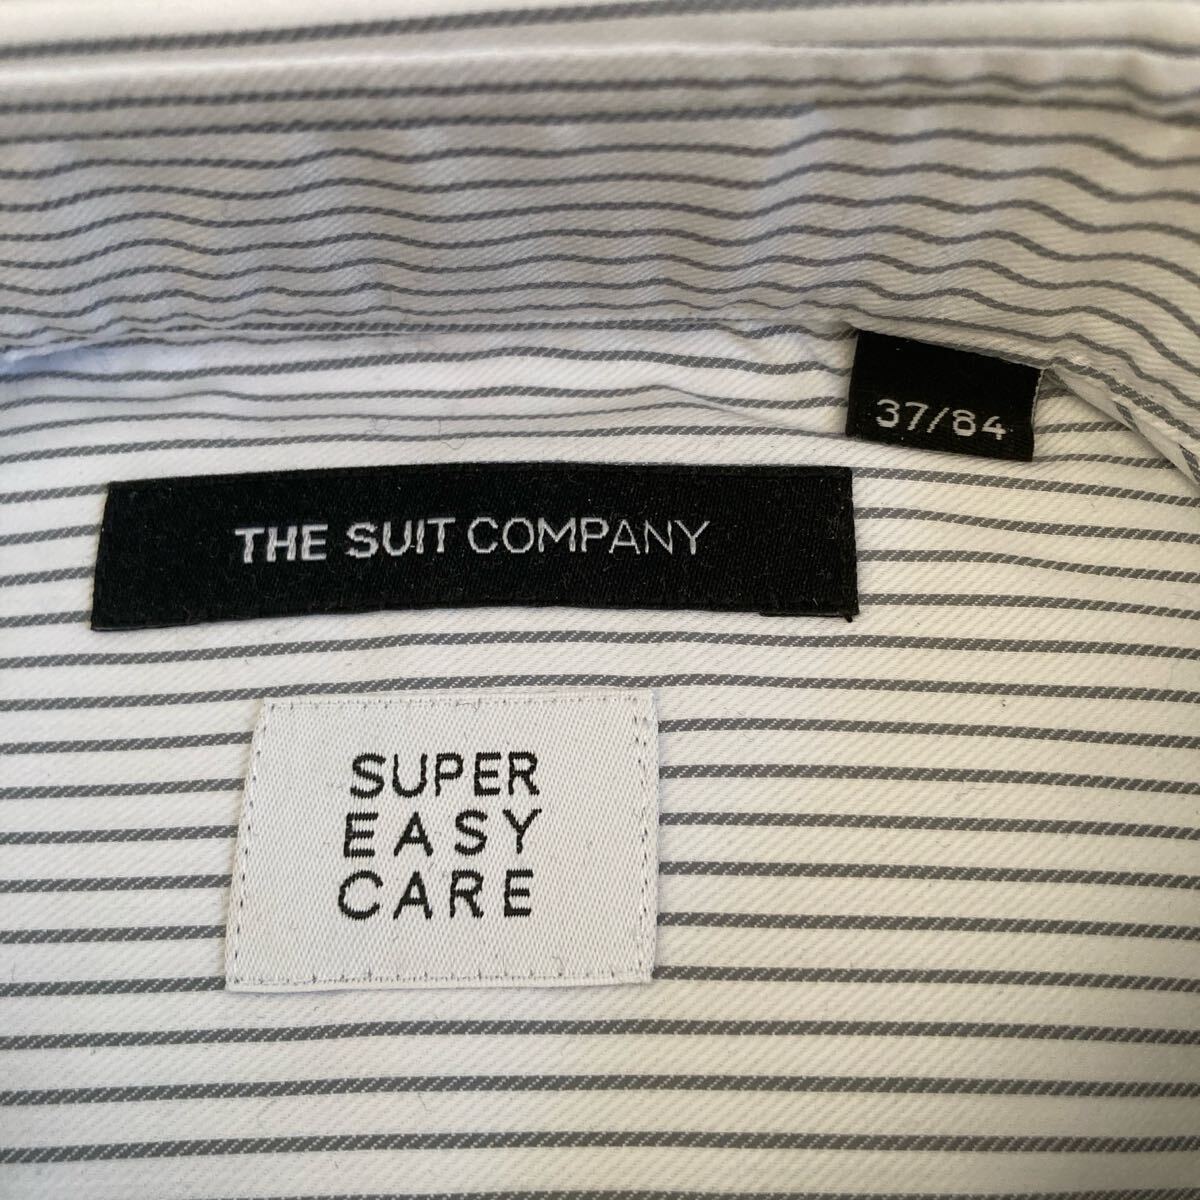 37/84
THE SUIT COMPANY
SUPER
EASY
CARE